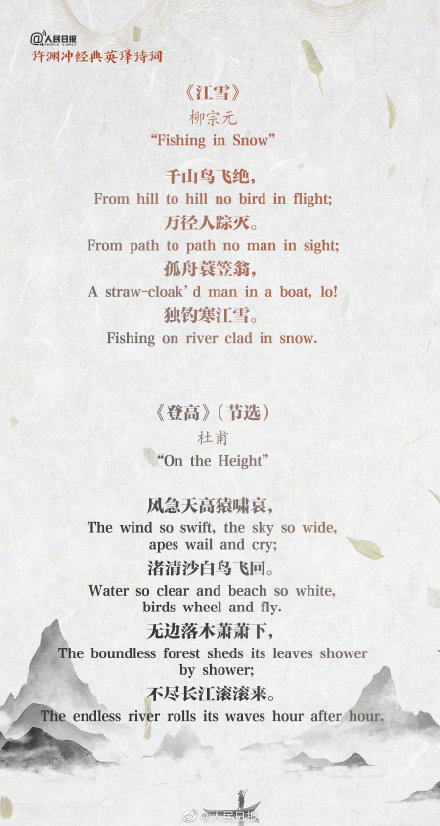 @人民日报
PEOPLE'S DAILY
许渊冲经典英译诗词
《江雪》
柳宗元
“Fishing in Snow”
千山鸟飞绝，
From hill to hill no bird in flight;
万径人踪灭。
From path to path no man in sight;
孤舟蓑笠翁，
A straw-cloak’d man in a boat, lo!
独钓寒江雪。
Fishing on river clad in snow.
《登高》（节选）
杜甫
“On the Height”
风急天高猿啸哀，
The wind so swift, the sky so wide,
apes wail and cry;
渚清沙白鸟飞回。
Water so clear and beach so white,
birds wheel and fly.
无边落木萧萧下，
The boundless forest sheds its leaves shower
by shower;
不尽长江滚滚来。
The endless river rolls its waves hour after hour.
@人民日报